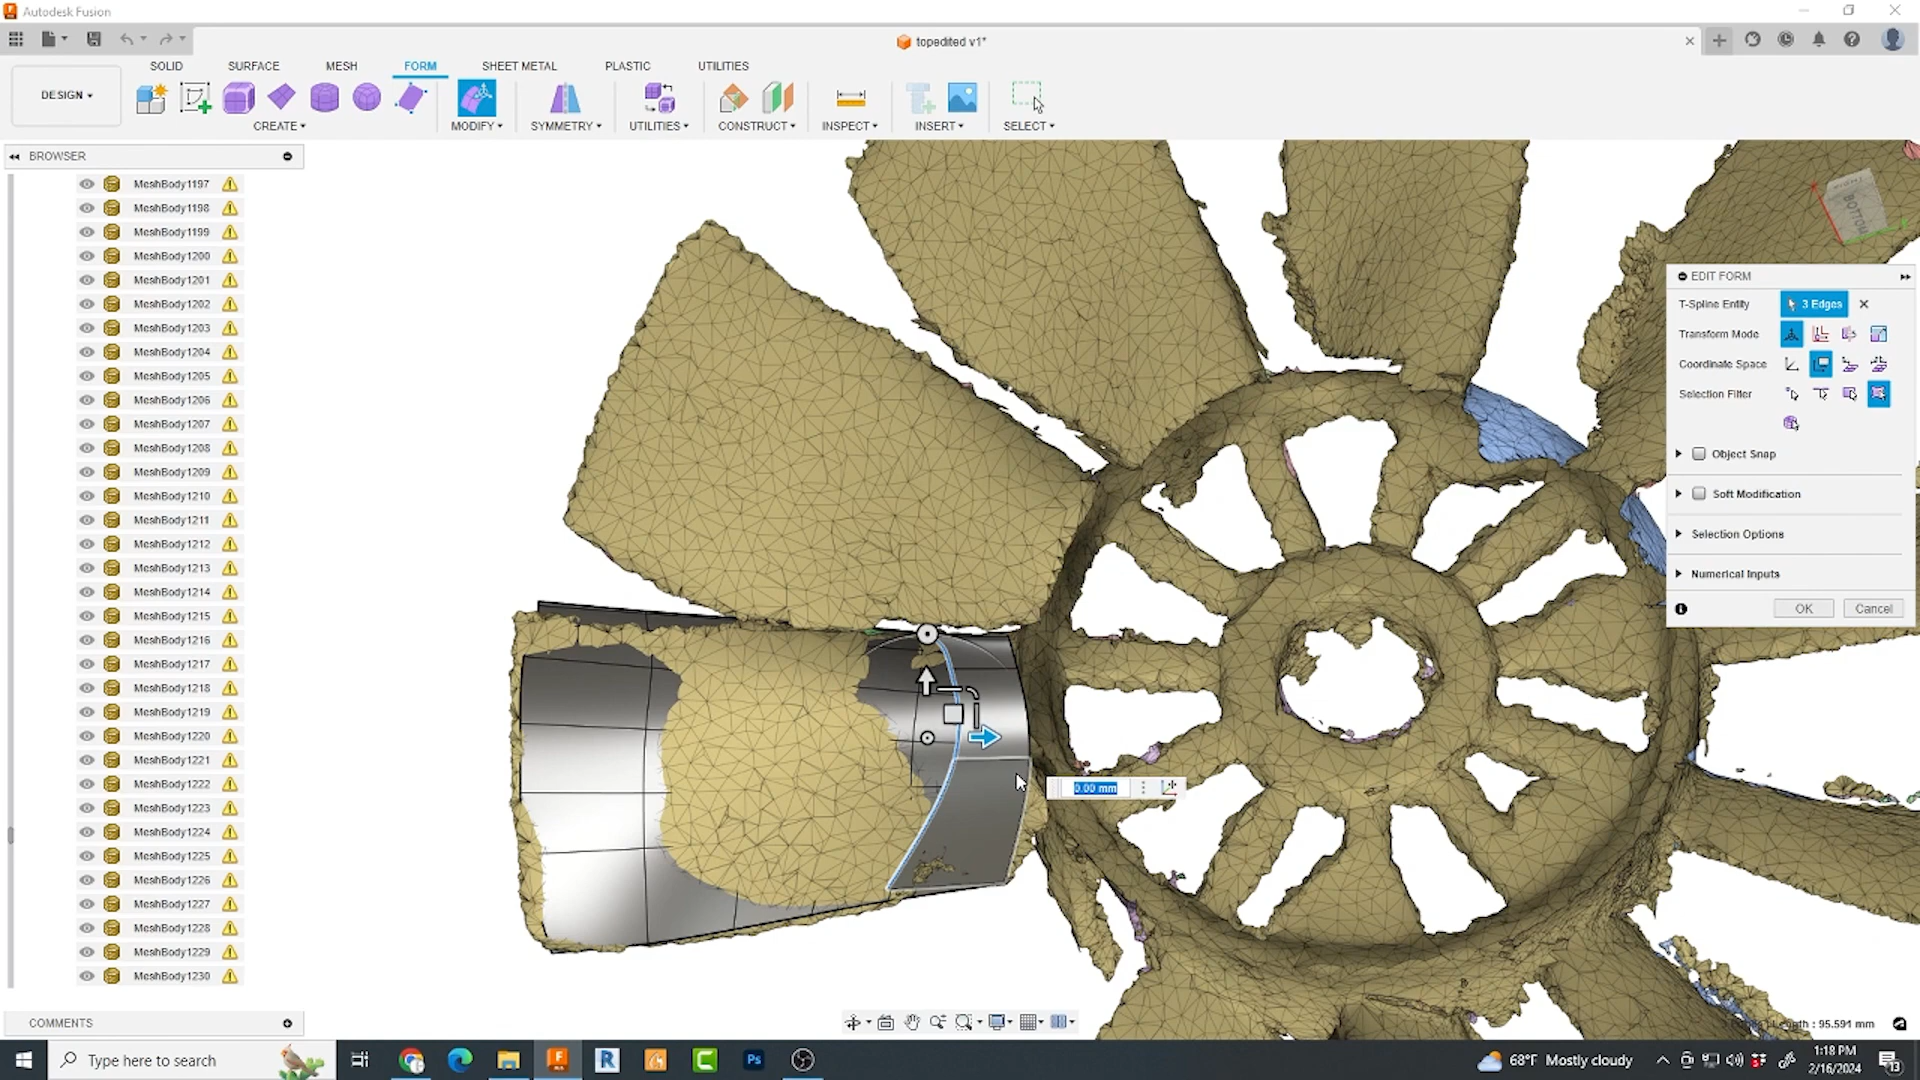 Autodesk Fusion
topedited v1*
SOLID
SURFACE
MESH
FORM
SHEET METAL
PLASTIC
UTILITIES
DESIGN
CREATE
MODIFY
SYMMETRY
UTILITIES
CONSTRUCT
INSPECT
INSERT
SELECT
BROWSER
MeshBody1197
MeshBody1198
MeshBody1199
MeshBody1200
MeshBody1201
MeshBody1202
MeshBody1203
MeshBody1204
MeshBody1205
MeshBody1206
MeshBody1207
MeshBody1208
MeshBody1209
MeshBody1210
MeshBody1211
MeshBody1212
MeshBody1213
MeshBody1214
MeshBody1215
MeshBody1216
MeshBody1217
MeshBody1218
MeshBody1219
MeshBody1220
MeshBody1221
MeshBody1222
MeshBody1223
MeshBody1224
MeshBody1225
MeshBody1226
MeshBody1227
MeshBody1228
MeshBody1229
MeshBody1230
BOTTOM
EDIT FORM
T-Spline Entity
3 Edges
Transform Mode
Coordinate Space
Selection Filter
Object Snap
Soft Modification
Selection Options
Numerical Inputs
OK
Cancel
0.00 mm
COMMENTS
Length : 95.591 mm
Type here to search
68°F Mostly cloudy
1:18 PM
2/16/2024
13